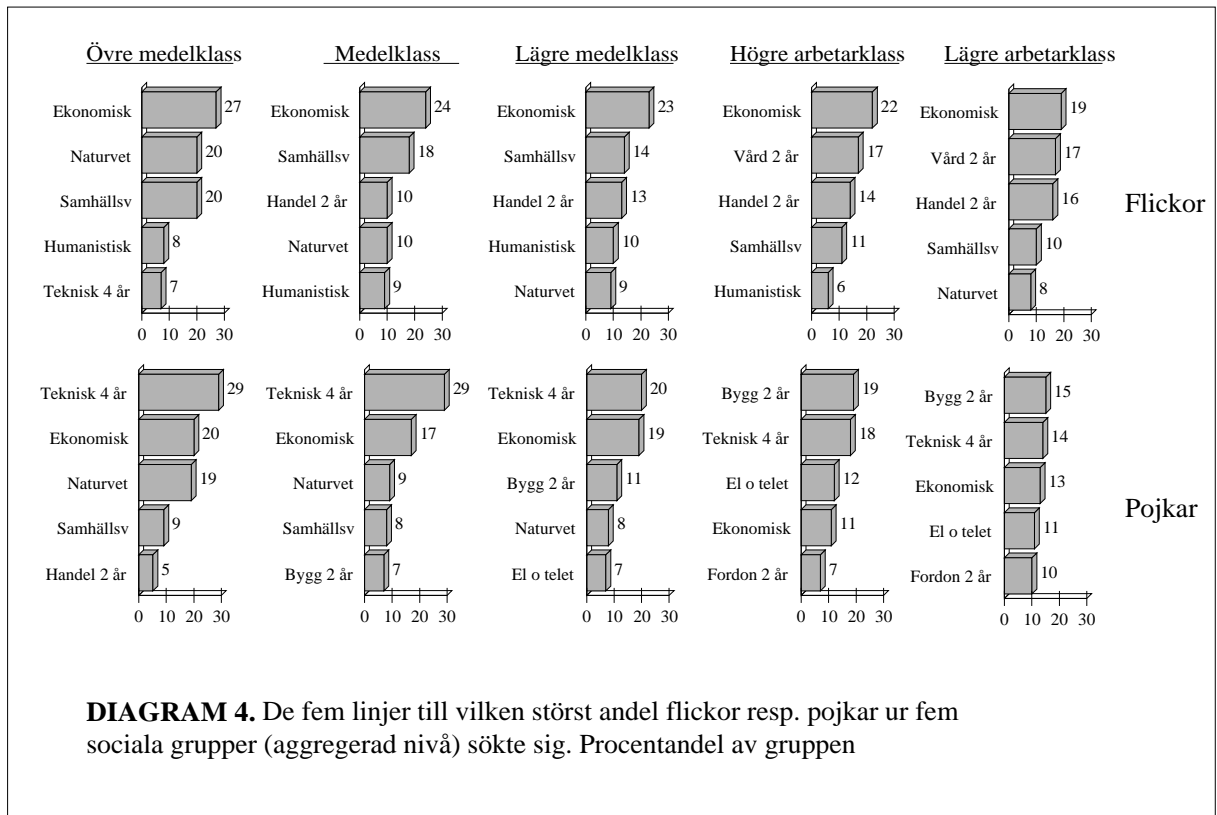 Övre medelklass
Ekonomisk 27
Naturvet 20
Samhällsv 20
Humanistisk 8
Teknisk 4 år 7
0 10 20 30
Medelklass
Ekonomisk 24
Samhällsv 18
Handel 2 år 10
Naturvet 10
Humanistisk 9
0 10 20 30
Lägre medelklass
Ekonomisk 23
Samhällsv 14
Handel 2 år 13
Humanistisk 10
Naturvet 9
0 10 20 30
Högre arbetarklass
Ekonomisk 22
Vård 2 år 17
Handel 2 år 14
Samhällsv 11
Humanistisk 6
0 10 20 30
Lägre arbetarklass
Ekonomisk 19
Vård 2 år 17
Handel 2 år 16
Samhällsv 10
Naturvet 8
0 10 20 30
Flickor
Teknisk 4 år 29
Ekonomisk 20
Naturvet 19
Samhällsv 9
Handel 2 år 5
0 10 20 30
Teknisk 4 år 29
Ekonomisk 17
Naturvet 9
Samhällsv 8
Bygg 2 år 7
0 10 20 30
Teknisk 4 år 20
Ekonomisk 19
Bygg 2 år 11
Naturvet 8
El o telet 7
0 10 20 30
Bygg 2 år 19
Teknisk 4 år 18
El o telet 12
Ekonomisk 11
Fordon 2 år 7
0 10 20 30
Bygg 2 år 15
Teknisk 4 år 14
Ekonomisk 13
El o telet 11
Fordon 2 år 10
0 10 20 30
Pojkar
DIAGRAM 4. De fem linjer till vilken störst andel flickor resp. pojkar ur fem
sociala grupper (aggregerad nivå) sökte sig. Procentandel av gruppen